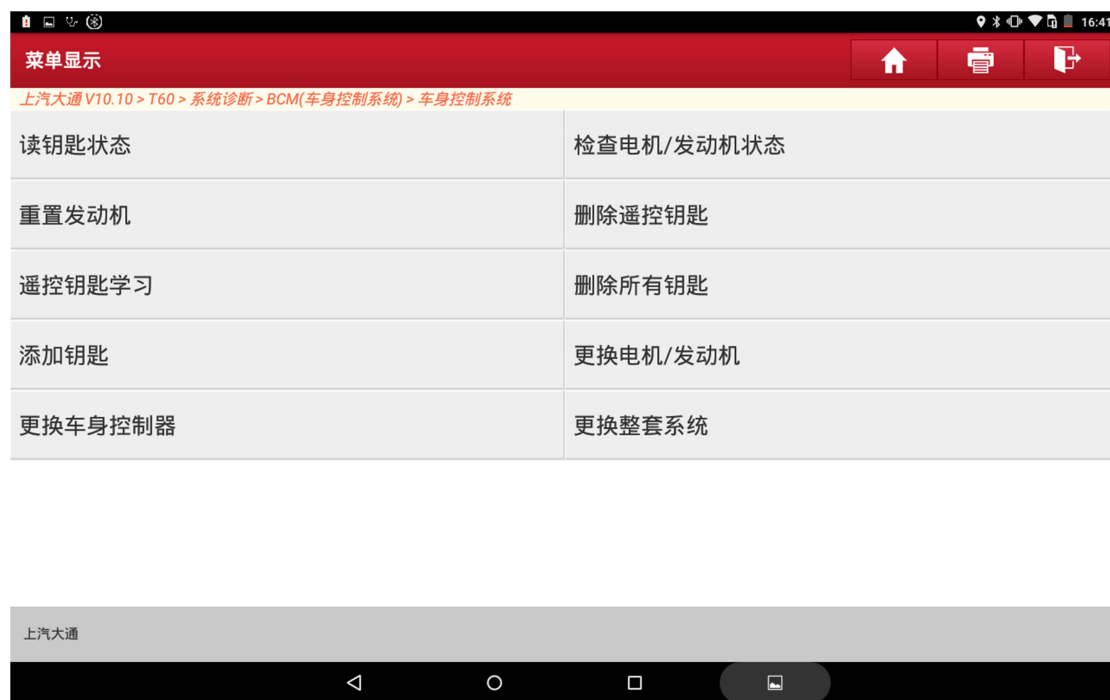 16:41
菜单显示
上汽大通 V10.10 > T60 > 系统诊断 > BCM(车身控制系统) > 车身控制系统
读钥匙状态
检查电机/发动机状态
重置发动机
删除遥控钥匙
遥控钥匙学习
删除所有钥匙
添加钥匙
更换电机/发动机
更换车身控制器
更换整套系统
上汽大通